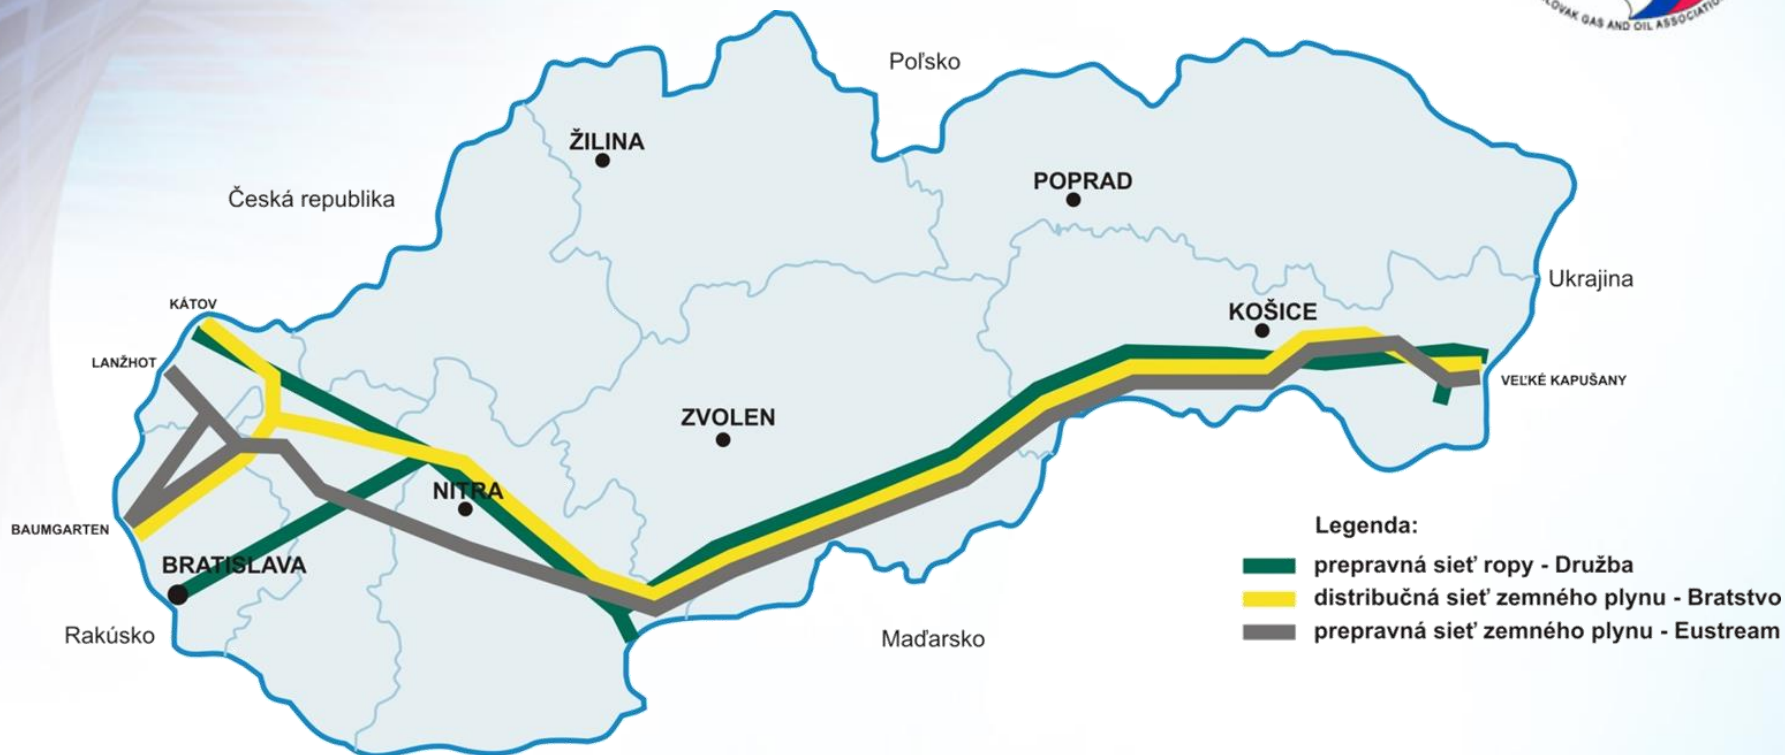 SLOVAK GAS AND OIL ASSOCIATION
Poľsko
ŽILINA
POPRAD
Česká republika
Ukrajina
KÁTOV
KOŠICE
LANŽHOT
VEĽKÉ KAPUŠANY
ZVOLEN
NITRA
BAUMGARTEN
Legenda:
BRATISLAVA
prepravná sieť ropy - Družba
distribučná sieť zemného plynu - Bratstvo
Rakúsko
Maďarsko
prepravná sieť zemného plynu - Eustream